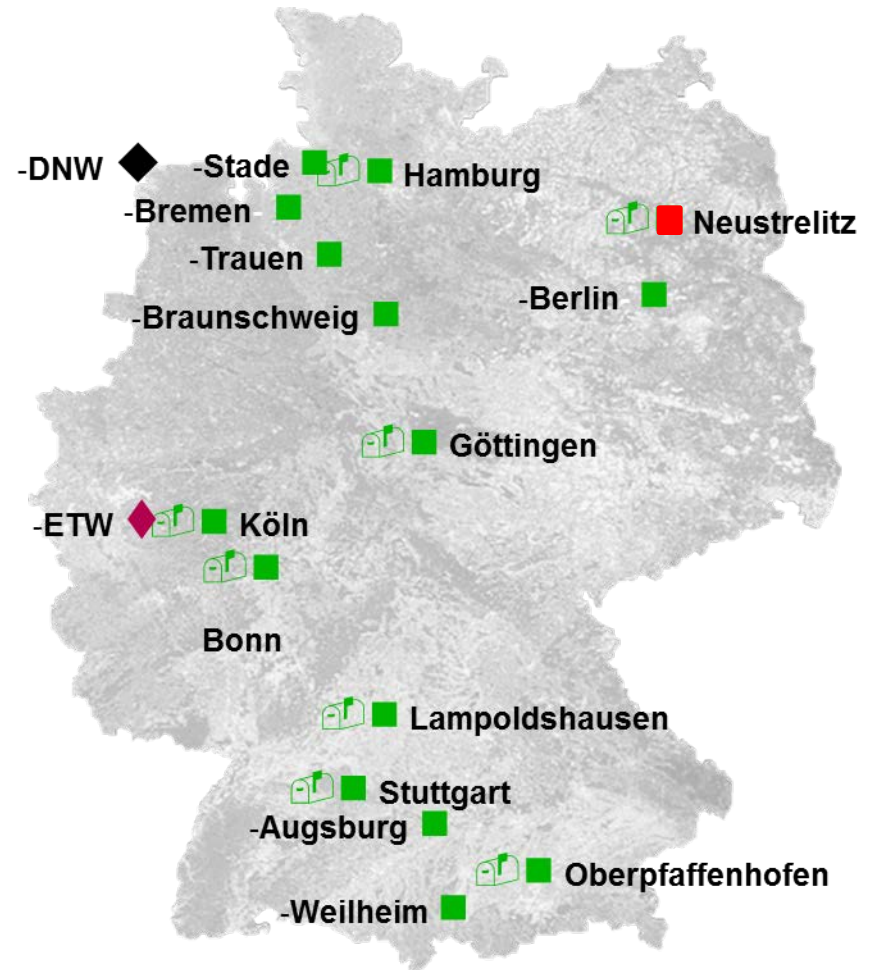 -DNW
-Stade
Hamburg
-Bremen
Neustrelitz
-Trauen
-Berlin
-Braunschweig
Göttingen
-ETW
Köln
Bonn
Lampoldshausen
Stuttgart
-Augsburg
Oberpfaffenhofen
-Weilheim